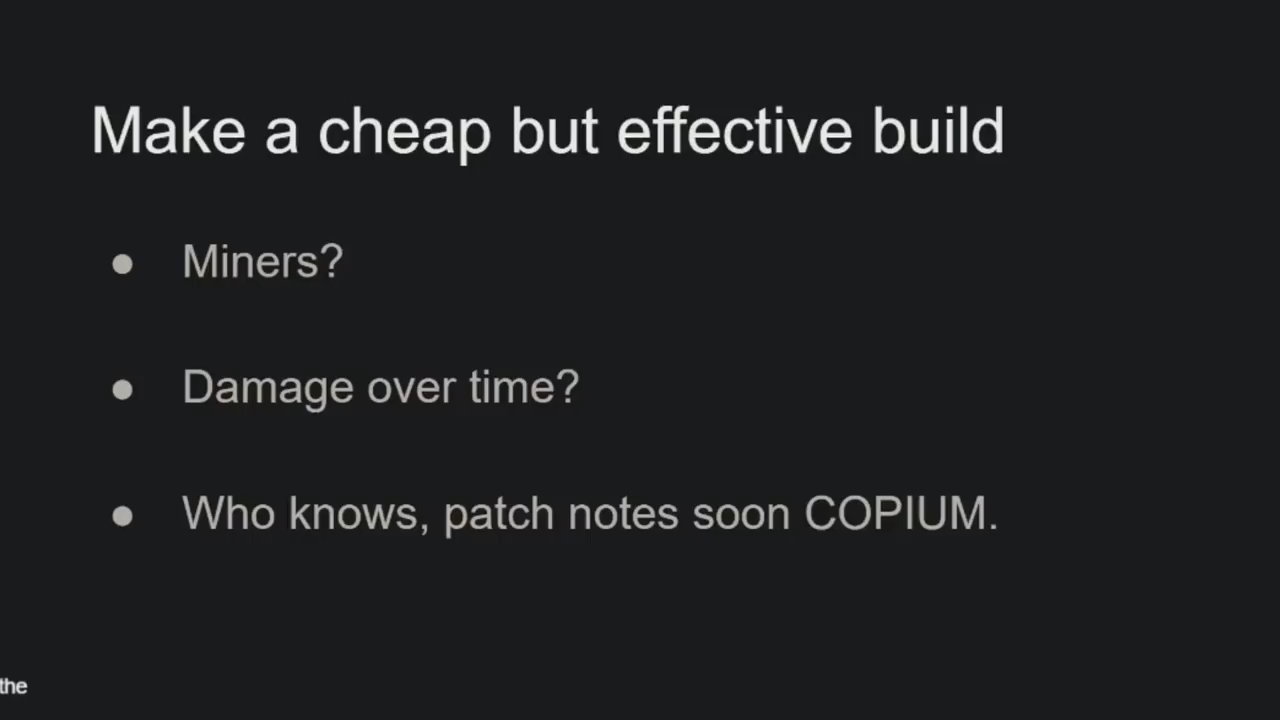 Make a cheap but effective build
● Miners?
● Damage over time?
● Who knows, patch notes soon COPIUM.
the